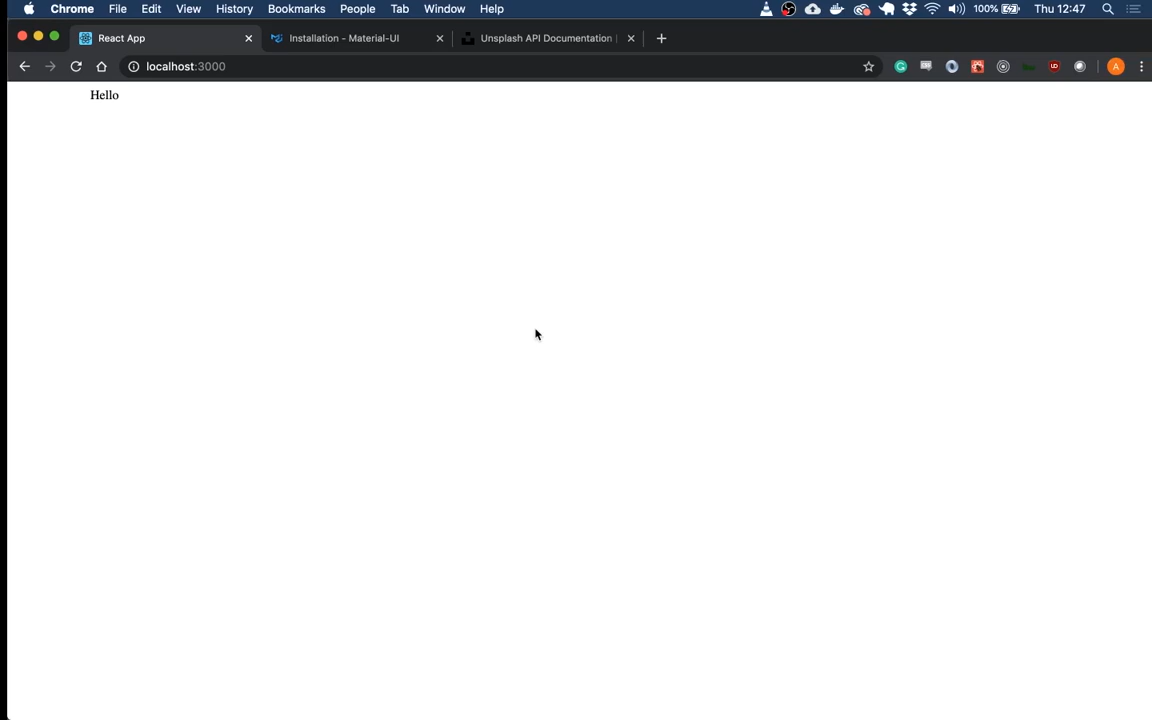 Chrome File Edit View History Bookmarks People Tab Window Help 100% Thu 12:47
React App Installation - Material-UI Unsplash API Documentation |
localhost:3000 A
Hello